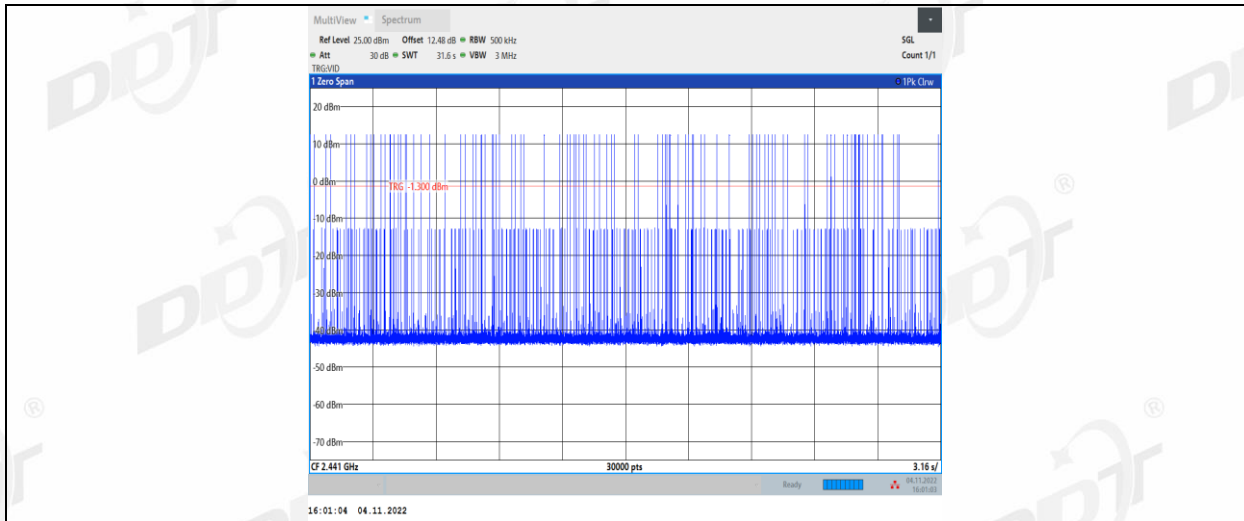 MultiView Spectrum
Ref Level 25.00 dBm Offset 12.48 dB RBW 500 kHz SGL
Att 30 dB SWT 31.6 s VBW 3 MHz Count 1/1
TRG:VID
1 Zero Span 1Pk Clrw
20 dBm
10 dBm
0 dBm
TRG -1.300 dBm
-10 dBm
-20 dBm
-30 dBm
-40 dBm
-50 dBm
-60 dBm
-70 dBm
CF 2.441 GHz 30000 pts 3.16 s/
Ready 04.11.2022
16:01:03
16:01:04 04.11.2022
DDT
®